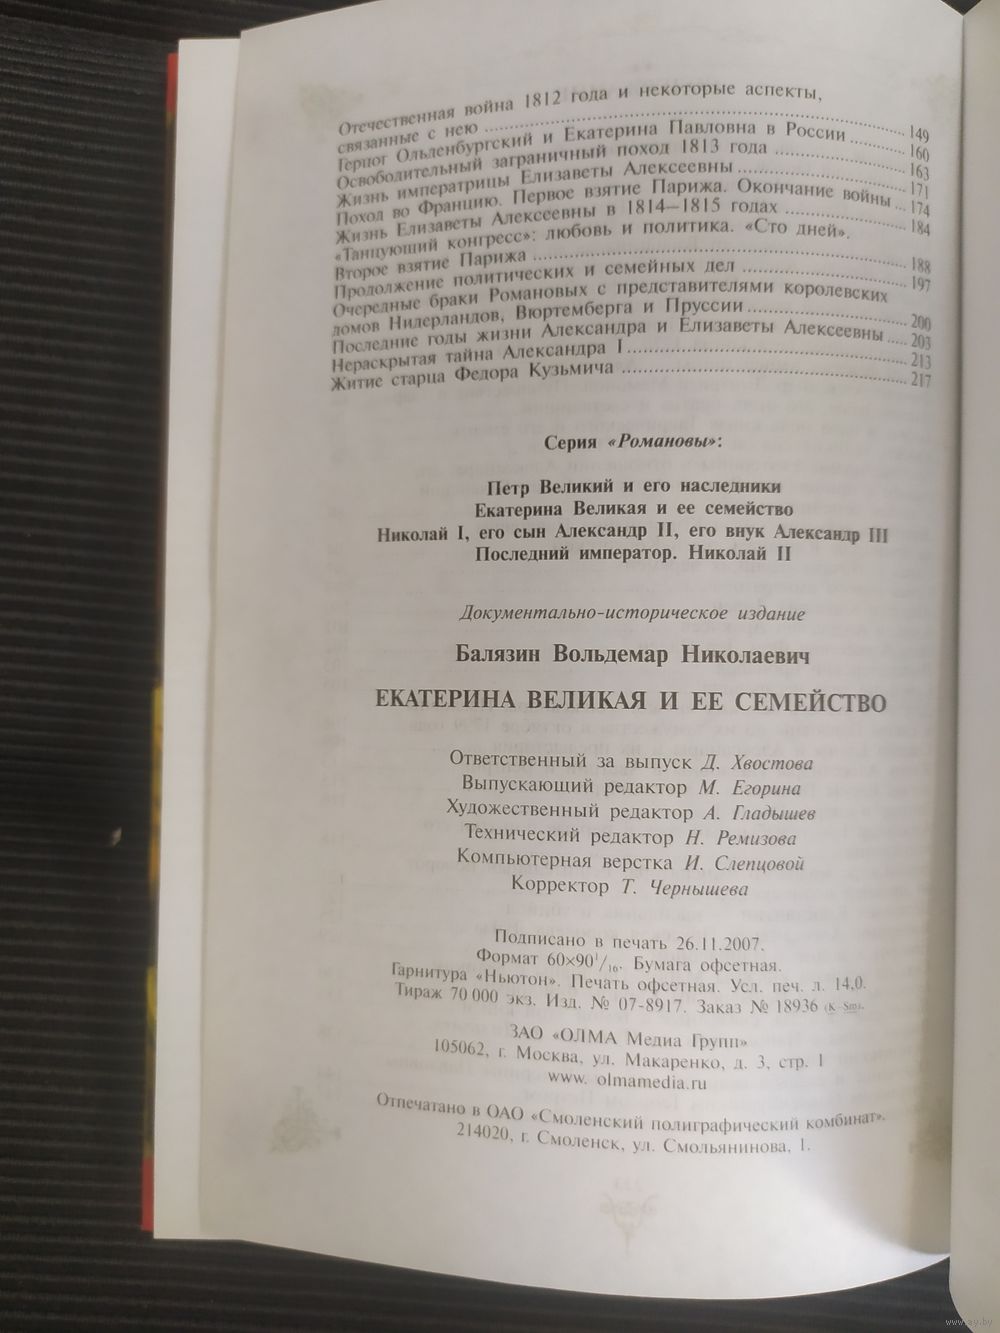 Отечественная война 1812 года и некоторые аспекты,
связанные с нею ........ 149
Герцог Ольденбургский и Екатерина Павловна в России ........ 160
Освободительный заграничный поход 1813 года ........ 163
Жизнь императрицы Елизаветы Алексеевны ........ 171
Поход во Францию. Первое взятие Парижа. Окончание войны ... 174
Жизнь Елизаветы Алексеевны в 1814—1815 годах ........ 184
«Танцующий конгресс»: любовь и политика. «Сто дней».
Второе взятие Парижа ........ 188
Продолжение политических и семейных дел ........ 197
Очередные браки Романовых с представителями королевских
домов Нидерландов, Вюртемберга и Пруссии ........ 200
Последние годы жизни Александра и Елизаветы Алексеевны ..... 203
Нераскрытая тайна Александра I ........ 213
Житие старца Федора Кузьмича ........ 217
Серия «Романовы»:
Петр Великий и его наследники
Екатерина Великая и ее семейство
Николай I, его сын Александр II, его внук Александр III
Последний император. Николай II
Документально-историческое издание
Балязин Вольдемар Николаевич
ЕКАТЕРИНА ВЕЛИКАЯ И ЕЕ СЕМЕЙСТВО
Ответственный за выпуск Д. Хвостова
Выпускающий редактор М. Егорина
Художественный редактор А. Гладышев
Технический редактор Н. Ремизова
Компьютерная верстка И. Слепцовой
Корректор Т. Чернышева
Подписано в печать 26.11.2007.
Формат 60×90 1/16. Бумага офсетная.
Гарнитура «Ньютон». Печать офсетная. Усл. печ. л. 14,0.
Тираж 70 000 экз. Изд. № 07-8917. Заказ № 18936 (K-Sm).
ЗАО «ОЛМА Медиа Групп»
105062, г. Москва, ул. Макаренко, д. 3, стр. 1
www. olmamedia.ru
Отпечатано в ОАО «Смоленский полиграфический комбинат».
214020, г. Смоленск, ул. Смольянинова, 1.
www.ay.by